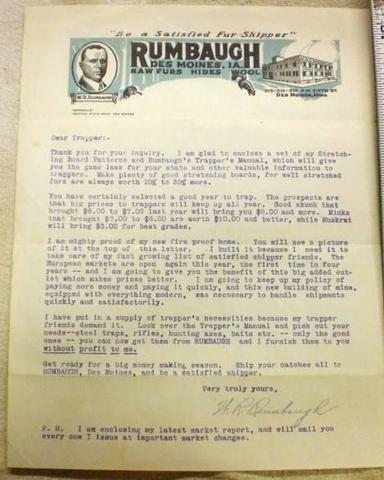 "Be a Satisfied Fur Shipper"
RUMBAUGH
DES MOINES, IA.
RAW FURS HIDES WOOL
W. R. RUMBAUGH
DES MOINES, IOWA
Dear Trapper:-
Thank you for your inquiry. I am glad to enclose a set of my Stretch-
ing Board Patterns and Rumbaugh's Trapper's Manual, which will give
you the game laws for your state and other valuable information to
trappers. Make plenty of good stretching boards, for well stretched
furs are always worth 10% to 50% more.
You have certainly selected a good year to trap. The prospects are
that big prices to trappers will keep up all year. Good skunk that
brought $6.00 to $7.00 last year will bring you $8.00 and more. Minks
that brought $7.00 to $8.00 are worth $10.00 and better, while Muskrat
will bring $3.00 for best grades.
I am mighty proud of my new fire proof home. You will see a picture
of it at the top of this letter. I built it because I need it to
take care of my fast growing list of satisfied shipper friends. The
European markets are open again this year, the first time in four
years -- and I am going to give you the benefit of this big added out-
let which makes prices better. I am going to keep up my policy of
paying more money and paying it quickly, and this new building of mine,
equipped with everything modern, was necessary to handle shipments
quickly and satisfactorily.
I have put in a supply of trapper's necessities because my trapper
friends demand it. Look over the Trapper's Manual and pick out your
needs--steel traps, rifles, hunting axes, baits etc. -- only the good
ones -- you now can get them from RUMBAUGH and I furnish them to you
without profit to me.
Get ready for a big money making season. Ship your catches all to
RUMBAUGH, Des Moines, and be a satisfied shipper.
Very truly yours,
W. R. Rumbaugh
P. S. I am enclosing my latest market report, and will mail you
every one I issue at important market changes.